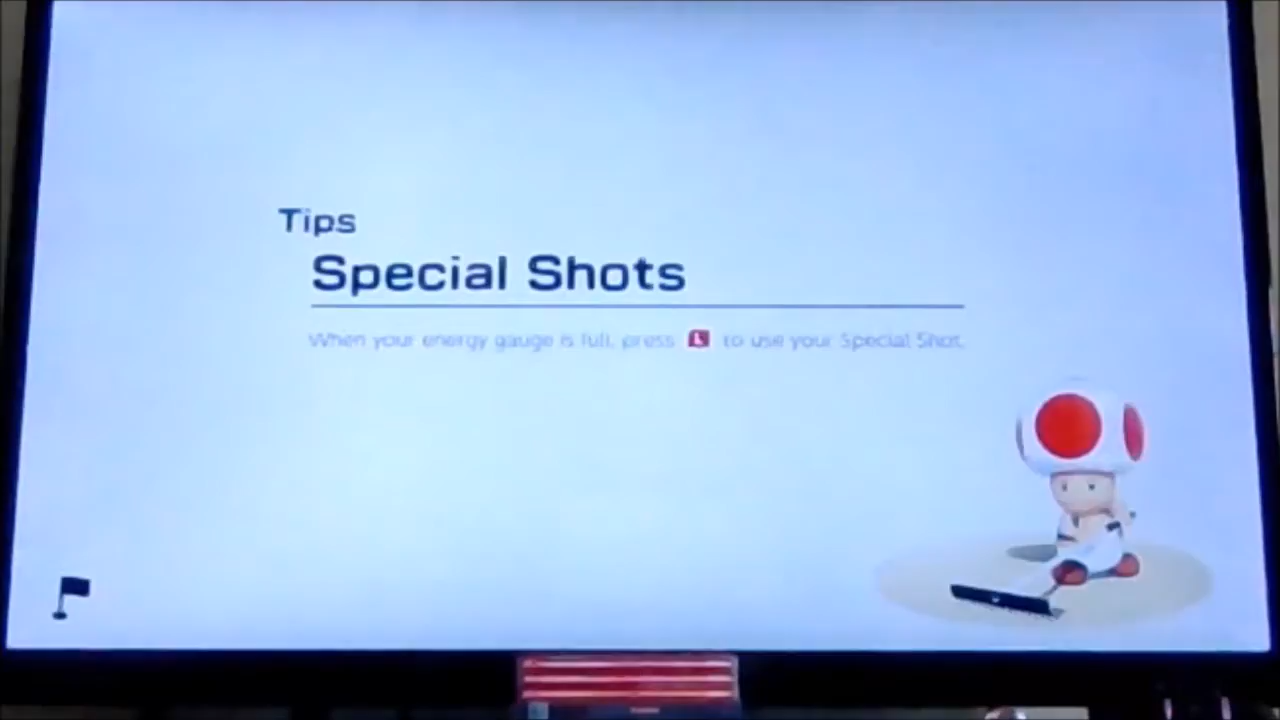 Tips
Special Shots
When your energy gauge is full, press L to use your Special Shot.